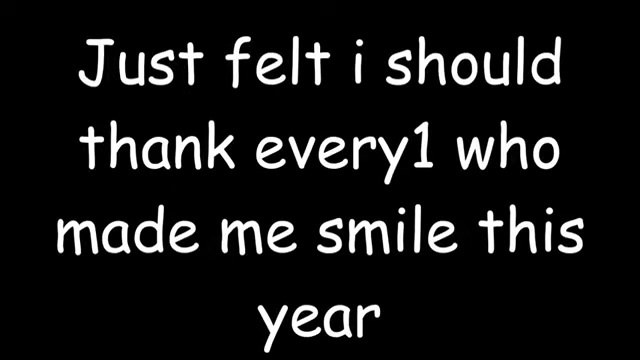 Just felt i should
thank every1 who
made me smile this
year